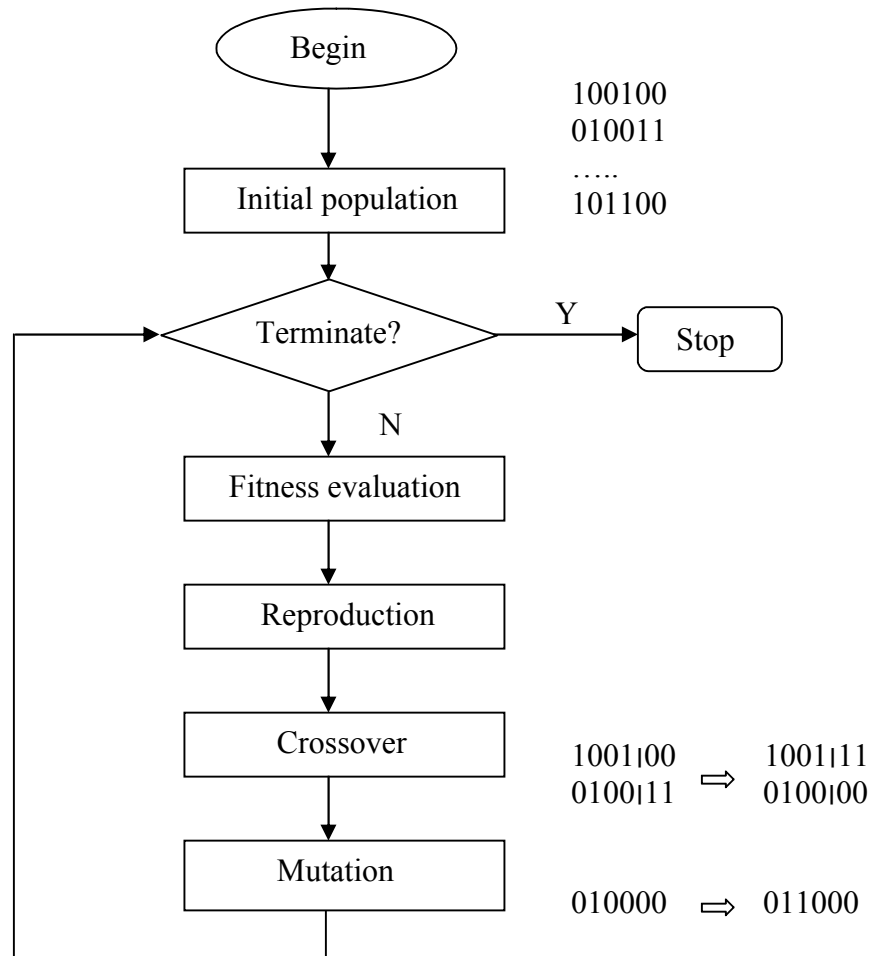 Begin
100100
010011
…..
101100
Initial population
Terminate?
Y
Stop
N
Fitness evaluation
Reproduction
Crossover
1001|00 ⇨ 1001|11
0100|11 0100|00
Mutation
010000 ⇨ 011000